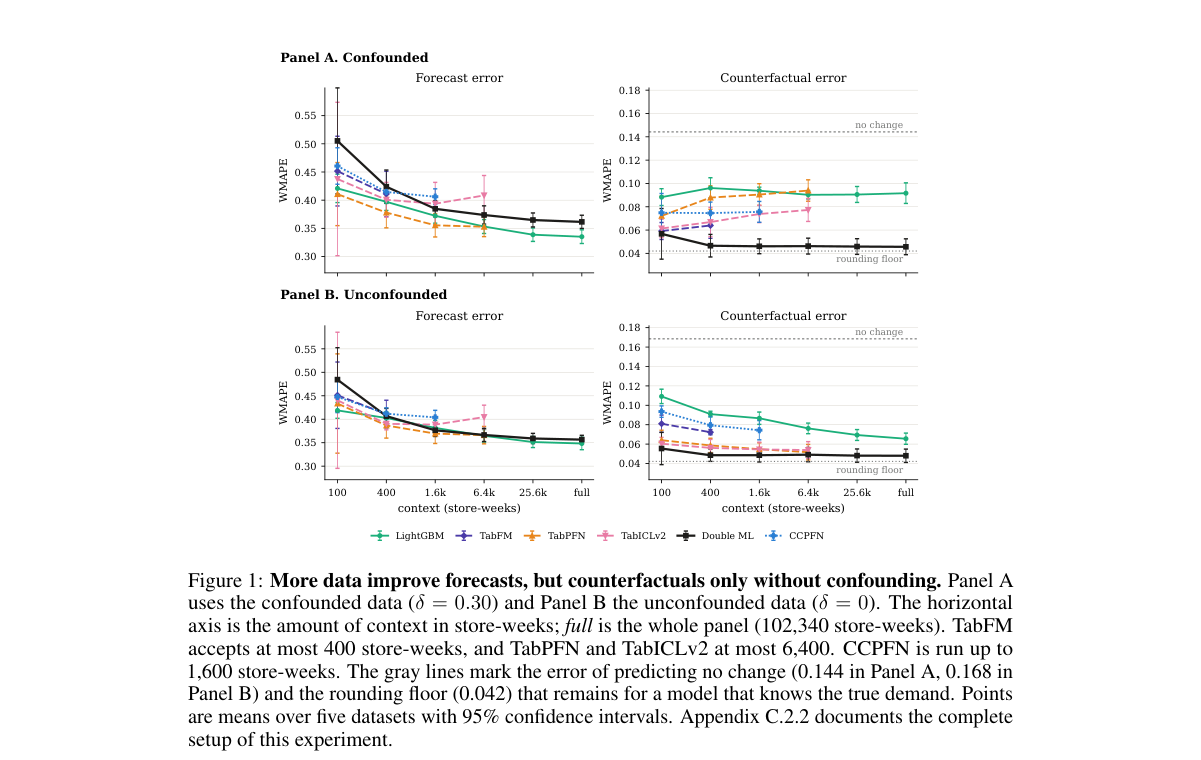 Panel A. Confounded
Forecast error
Counterfactual error
WMAPE
0.55
0.50
0.45
0.40
0.35
0.30
WMAPE
0.18
0.16
0.14
0.12
0.10
0.08
0.06
0.04
no change
rounding floor
Panel B. Unconfounded
Forecast error
Counterfactual error
WMAPE
0.55
0.50
0.45
0.40
0.35
0.30
100 400 1.6k 6.4k 25.6k full
context (store-weeks)
WMAPE
0.18
0.16
0.14
0.12
0.10
0.08
0.06
0.04
no change
rounding floor
100 400 1.6k 6.4k 25.6k full
context (store-weeks)
LightGBM TabFM TabPFN TabICLv2 Double ML CCPFN
Figure 1: More data improve forecasts, but counterfactuals only without confounding. Panel A
uses the confounded data (δ = 0.30) and Panel B the unconfounded data (δ = 0). The horizontal
axis is the amount of context in store-weeks; full is the whole panel (102,340 store-weeks). TabFM
accepts at most 400 store-weeks, and TabPFN and TabICLv2 at most 6,400. CCPFN is run up to
1,600 store-weeks. The gray lines mark the error of predicting no change (0.144 in Panel A, 0.168 in
Panel B) and the rounding floor (0.042) that remains for a model that knows the true demand. Points
are means over five datasets with 95% confidence intervals. Appendix C.2.2 documents the complete
setup of this experiment.